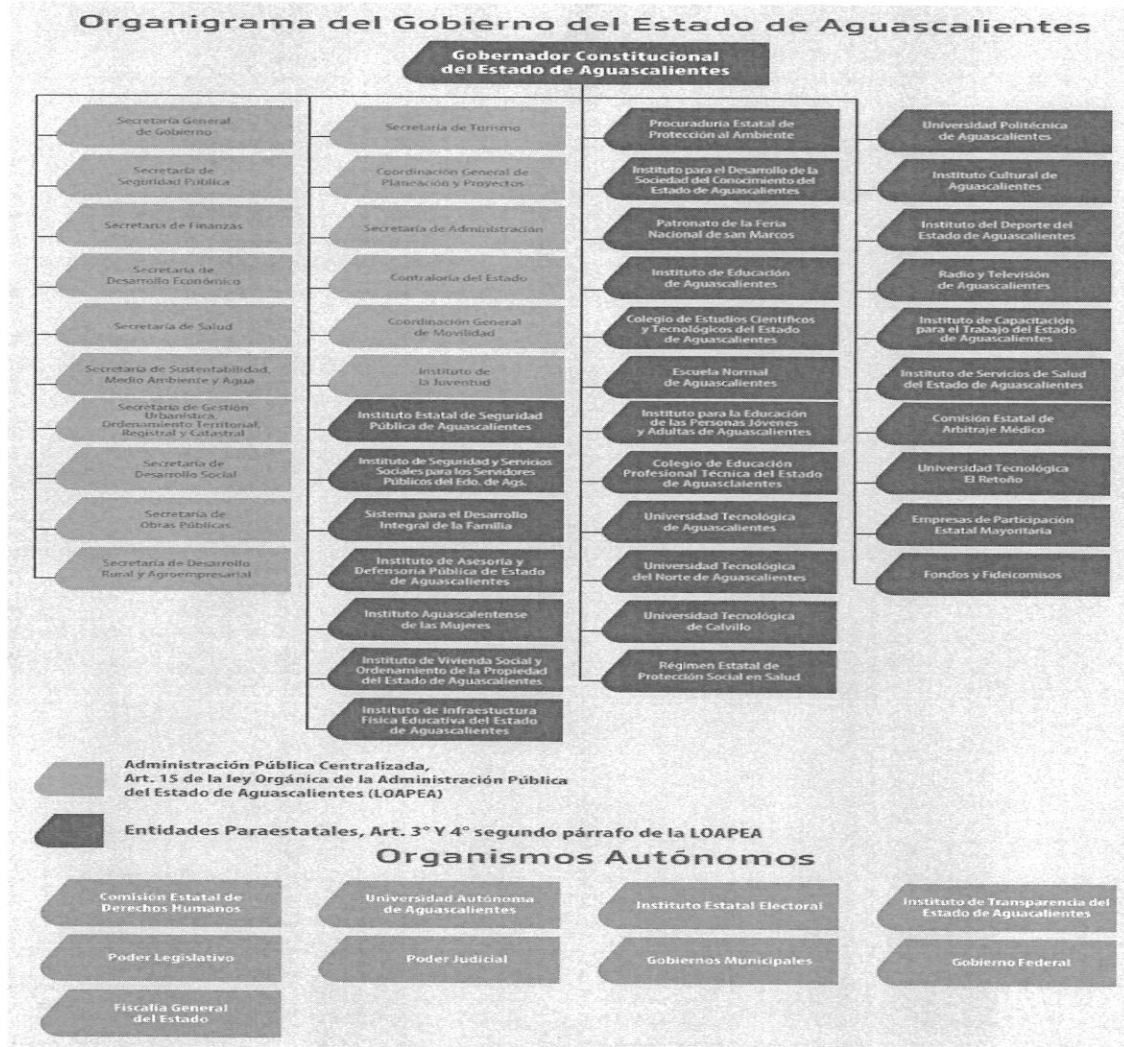 Organigrama del Gobierno del Estado de Aguascalientes
Gobernador Constitucional
del Estado de Aguascalientes
Secretaría General
de Gobierno
Secretaría de
Seguridad Pública
Secretaría de Finanzas
Secretaría de
Desarrollo Económico
Secretaría de Salud
Secretaría de Sustentabilidad,
Medio Ambiente y Agua
Secretaría de Gestión
Urbanística,
Ordenamiento Territorial,
Registral y Catastral
Secretaría de
Desarrollo Social
Secretaría de
Obras Públicas
Secretaría de Desarrollo
Rural y Agroempresarial
Secretaría de Turismo
Coordinación General de
Planeación y Proyectos
Secretaría de Administración
Contraloría del Estado
Coordinación General
de Movilidad
Instituto de
la Juventud
Instituto Estatal de Seguridad
Pública de Aguascalientes
Instituto de Seguridad y Servicios
Sociales para los Servidores
Públicos del Edo. de Ags.
Sistema para el Desarrollo
Integral de la Familia
Instituto de Asesoría y
Defensoría Pública de Estado
de Aguascalientes
Instituto Aguascalentense
de las Mujeres
Instituto de Vivienda Social y
Ordenamiento de la Propiedad
del Estado de Aguascalientes
Instituto de Infraestuctura
Física Educativa del Estado
de Aguascalientes
Procuraduría Estatal de
Protección al Ambiente
Instituto para el Desarrollo de la
Sociedad del Conocimiento del
Estado de Aguascalientes
Patronato de la Feria
Nacional de san Marcos
Instituto de Educación
de Aguascalientes
Colegio de Estudios Científicos
y Tecnológicos del Estado
de Aguascalientes
Escuela Normal
de Aguascalientes
Instituto para la Educación
de las Personas Jóvenes
y Adultas de Aguascalientes
Colegio de Educación
Profesional Técnica del Estado
de Aguasclaientes
Universidad Tecnológica
de Aguascalientes
Universidad Tecnológica
del Norte de Aguascalientes
Universidad Tecnológica
de Calvillo
Régimen Estatal de
Protección Social en Salud
Universidad Politécnica
de Aguascalientes
Instituto Cultural de
Aguascalientes
Instituto del Deporte del
Estado de Aguascalientes
Radio y Televisión
de Aguascalientes
Instituto de Capacitación
para el Trabajo del Estado
de Aguascalientes
Instituto de Servicios de Salud
del Estado de Aguascalientes
Comisión Estatal de
Arbitraje Médico
Universidad Tecnológica
El Retoño
Empresas de Participación
Estatal Mayoritaria
Fondos y Fideicomisos
Administración Pública Centralizada,
Art. 15 de la ley Orgánica de la Administración Pública
del Estado de Aguascalientes (LOAPEA)
Entidades Paraestatales, Art. 3° Y 4° segundo párrafo de la LOAPEA
Organismos Autónomos
Comisión Estatal de
Derechos Humanos
Universidad Autónoma
de Aguascalientes
Instituto Estatal Electoral
Instituto de Transparencia del
Estado de Aguacalientes
Poder Legislativo
Poder Judicial
Gobiernos Municipales
Gobierno Federal
Fiscalía General
del Estado